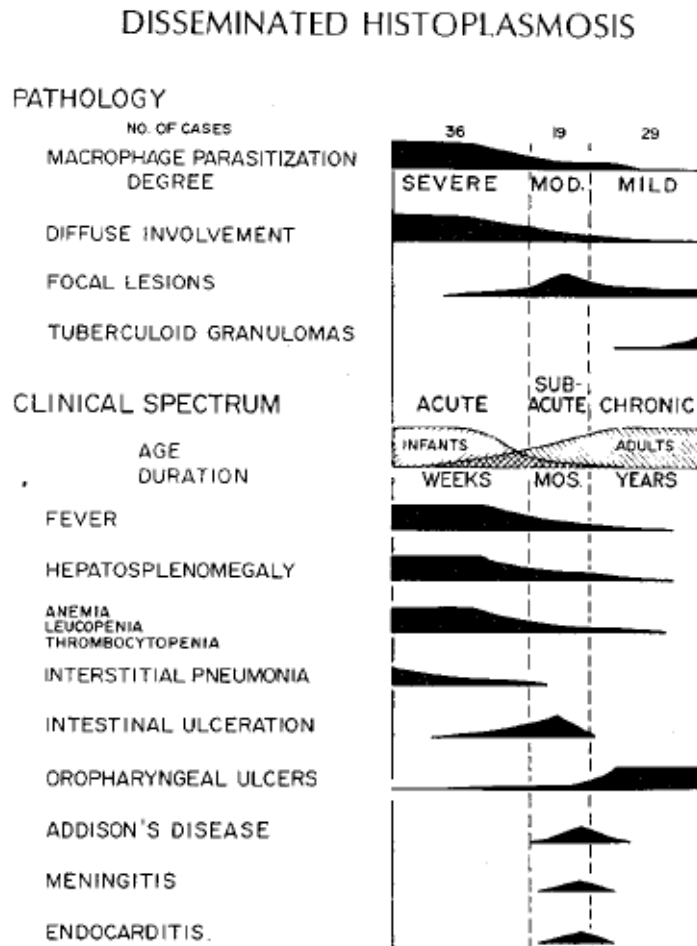 DISSEMINATED HISTOPLASMOSIS
PATHOLOGY
NO. OF CASES 36 19 29
MACROPHAGE PARASITIZATION
DEGREE SEVERE MOD. MILD
DIFFUSE INVOLVEMENT
FOCAL LESIONS
TUBERCULOID GRANULOMAS
CLINICAL SPECTRUM ACUTE SUB-ACUTE CHRONIC
AGE INFANTS ADULTS
DURATION WEEKS MOS. YEARS
FEVER
HEPATOSPLENOMEGALY
ANEMIA
LEUCOPENIA
THROMBOCYTOPENIA
INTERSTITIAL PNEUMONIA
INTESTINAL ULCERATION
OROPHARYNGEAL ULCERS
ADDISON'S DISEASE
MENINGITIS
ENDOCARDITIS.